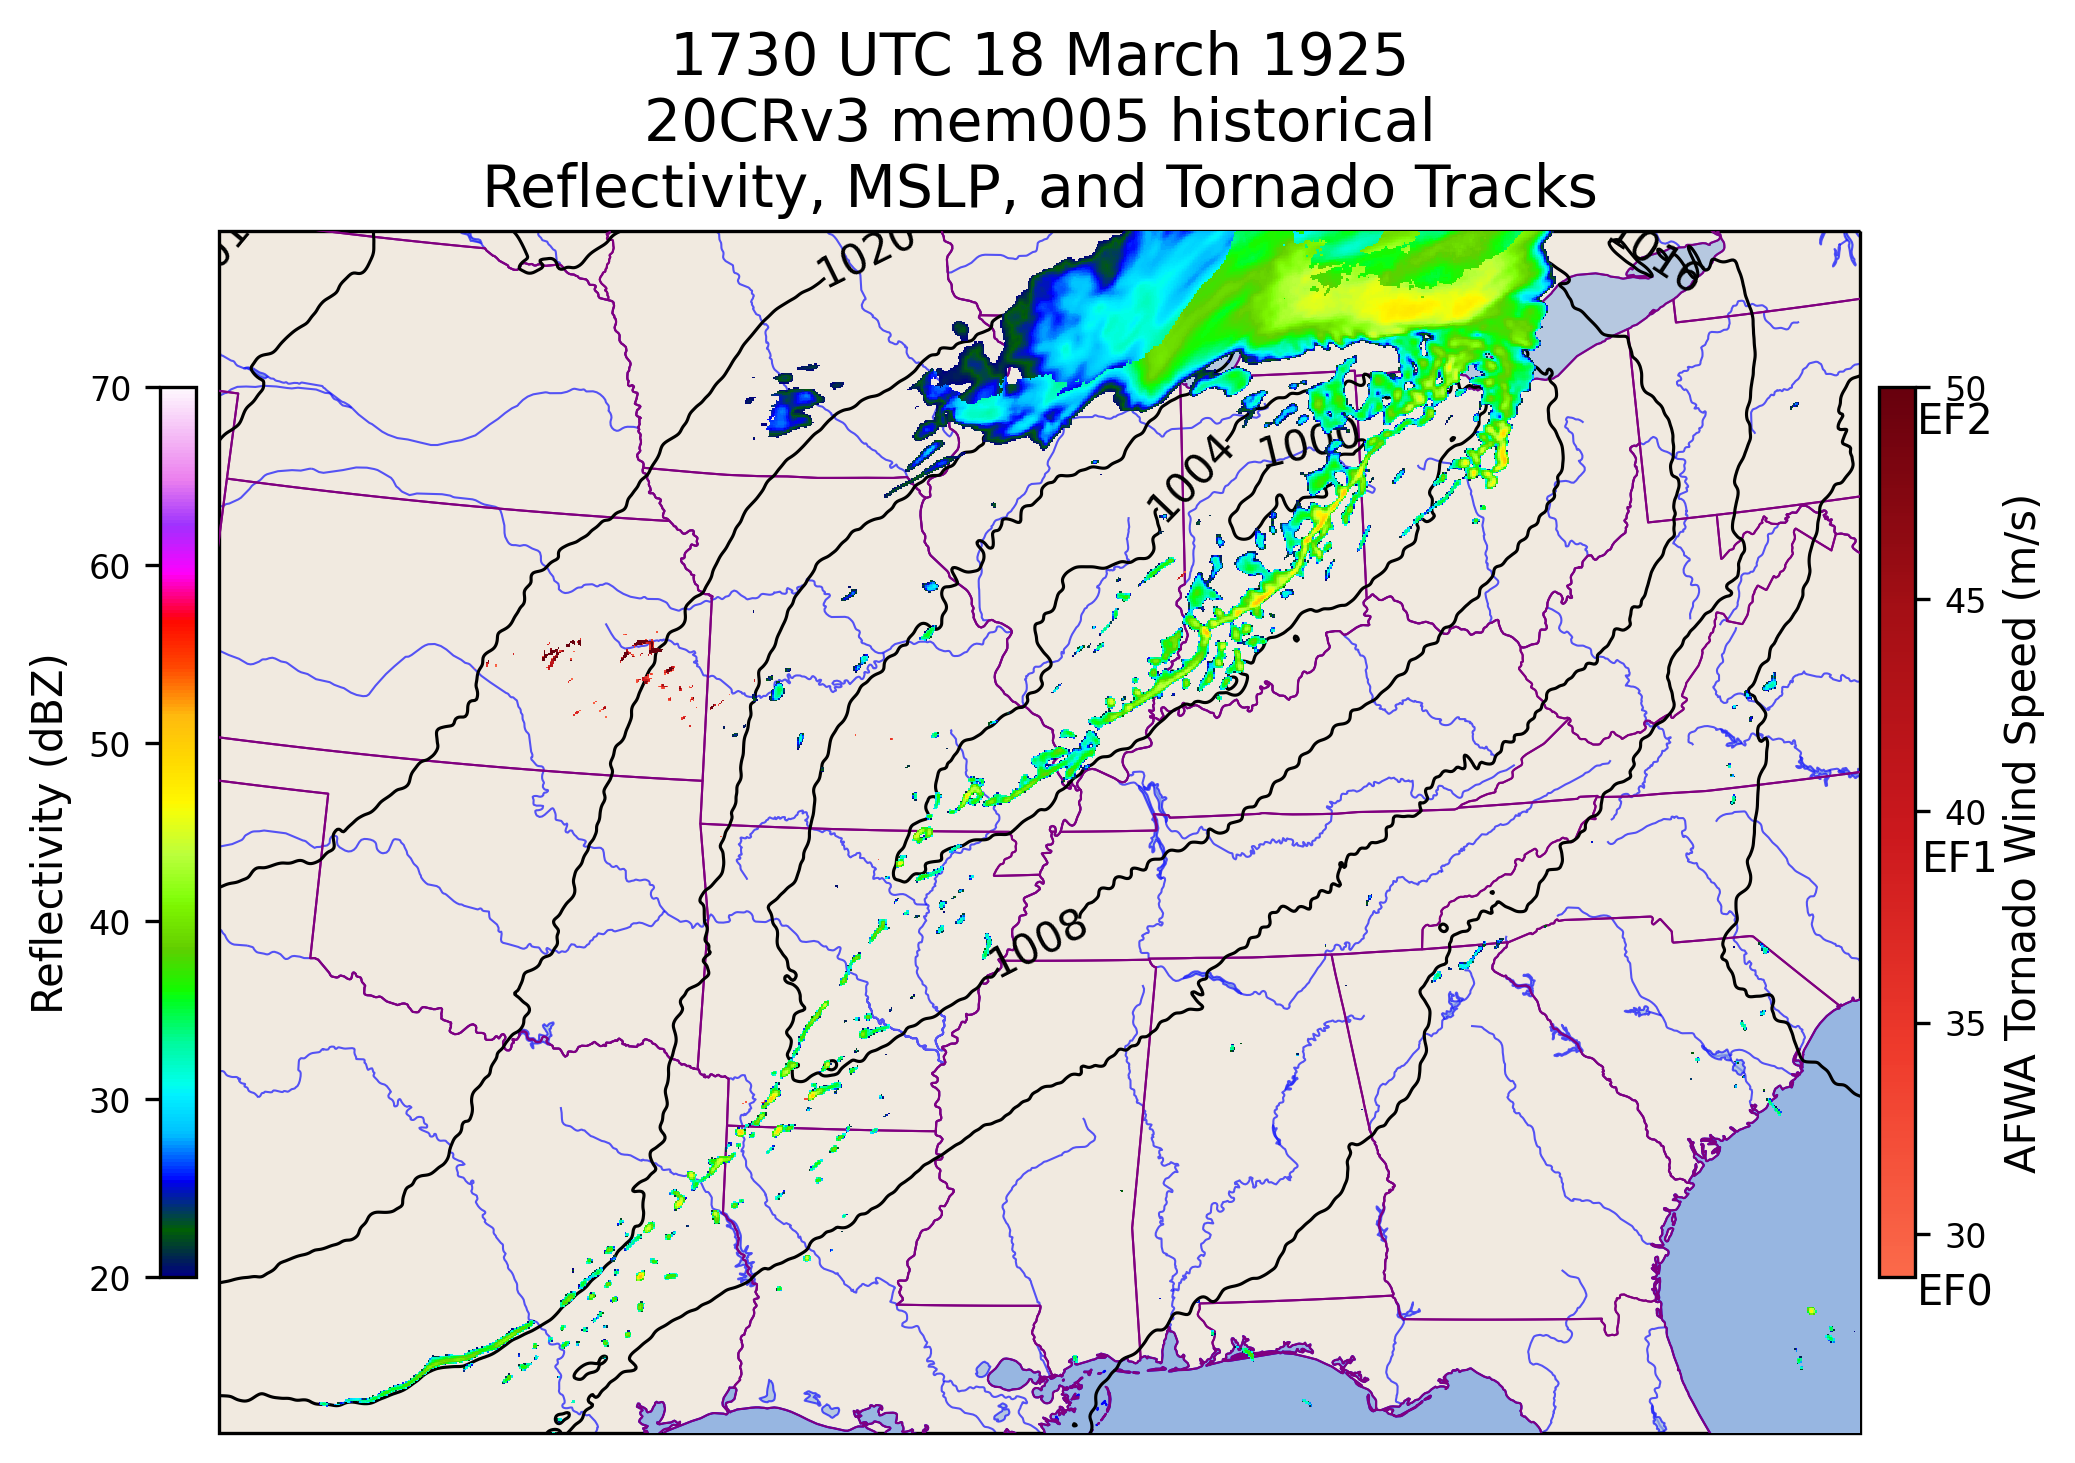 1730 UTC 18 March 1925
20CRv3 mem005 historical
Reflectivity, MSLP, and Tornado Tracks
1020
1004
1000
1008
70
60
50
40
30
20
Reflectivity (dBZ)
50
EF2
45
40
EF1
35
30
EF0
AFWA Tornado Wind Speed (m/s)